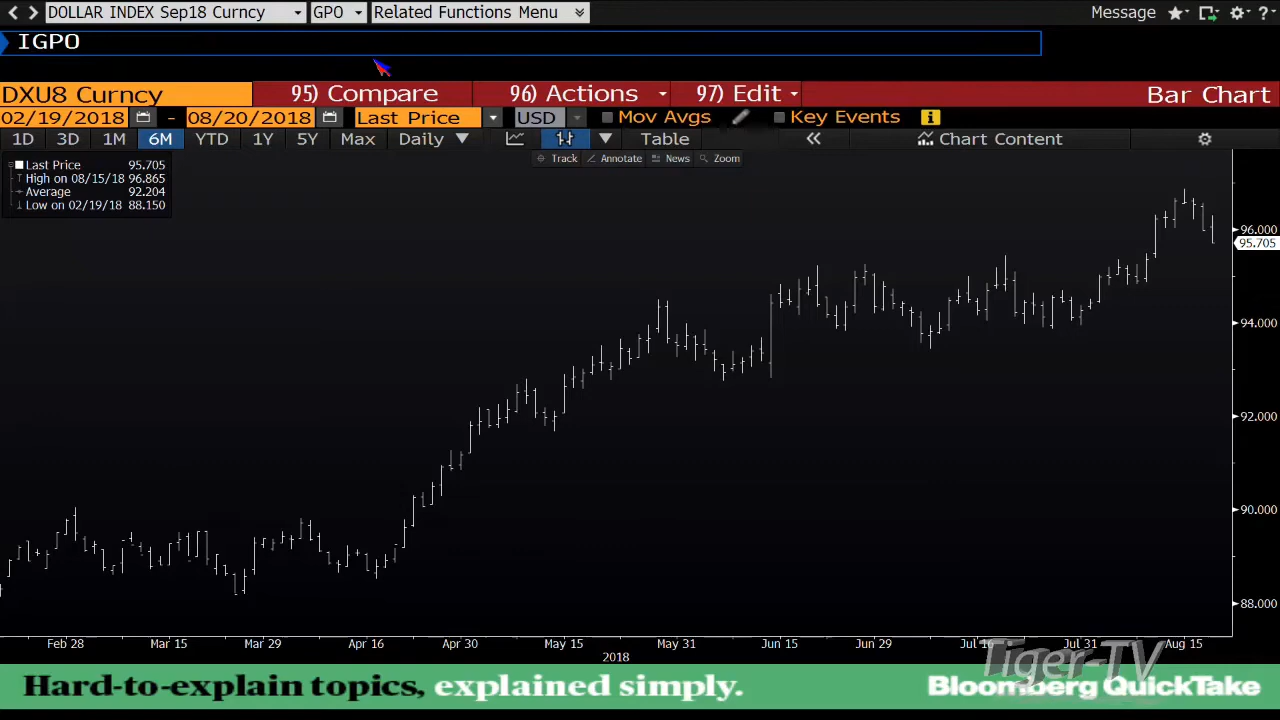 DOLLAR INDEX Sep18 Curncy GPO Related Functions Menu Message ?
IGPO
DXU8 Curncy 95) Compare 96) Actions 97) Edit Bar Chart
02/19/2018 - 08/20/2018 Last Price USD Mov Avgs Key Events i
1D 3D 1M 6M YTD 1Y 5Y Max Daily Table Chart Content
Track Annotate News Zoom
Last Price 95.705
High on 08/15/18 96.865
Average 92.204
Low on 02/19/18 88.150
96.000
95.705
94.000
92.000
90.000
88.000
Feb 28 Mar 15 Mar 29 Apr 16 Apr 30 May 15 May 31 Jun 15 Jun 29 Jul 16 Jul 31 Aug 15
2018
Tiger-TV
Hard-to-explain topics, explained simply. Bloomberg QuickTake